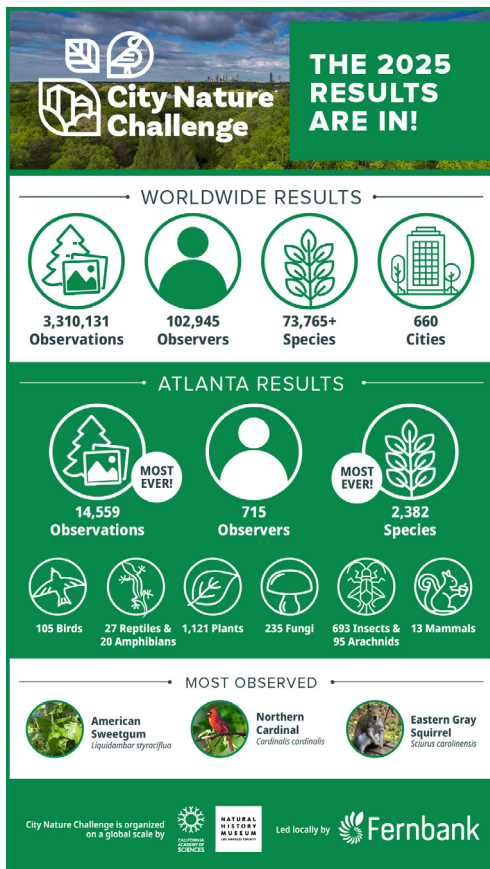 City Nature
Challenge
THE 2025
RESULTS
ARE IN!
WORLDWIDE RESULTS
3,310,131
Observations
102,945
Observers
73,765+
Species
660
Cities
ATLANTA RESULTS
MOST
EVER!
14,559
Observations
715
Observers
MOST
EVER!
2,382
Species
105 Birds
27 Reptiles &
20 Amphibians
1,121 Plants
235 Fungi
693 Insects &
95 Arachnids
13 Mammals
MOST OBSERVED
American
Sweetgum
Liquidambar styraciflua
Northern
Cardinal
Cardinalis cardinalis
Eastern Gray
Squirrel
Sciurus carolinensis
City Nature Challenge is organized
on a global scale by
CALIFORNIA
ACADEMY OF
SCIENCES
NATURAL
HISTORY
MUSEUM
LOS ANGELES COUNTY
Led locally by
Fernbank